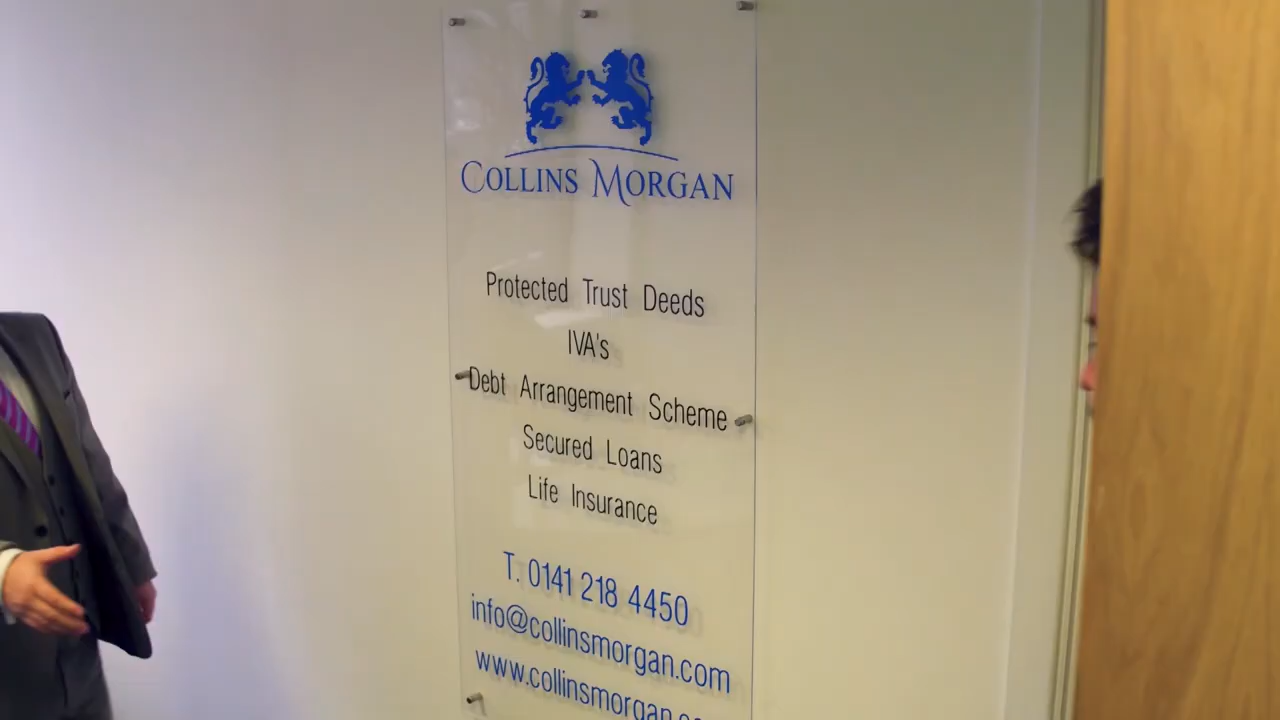 COLLINS MORGAN
Protected Trust Deeds
IVA's
Debt Arrangement Scheme
Secured Loans
Life Insurance
T. 0141 218 4450
info@collinsmorgan.com